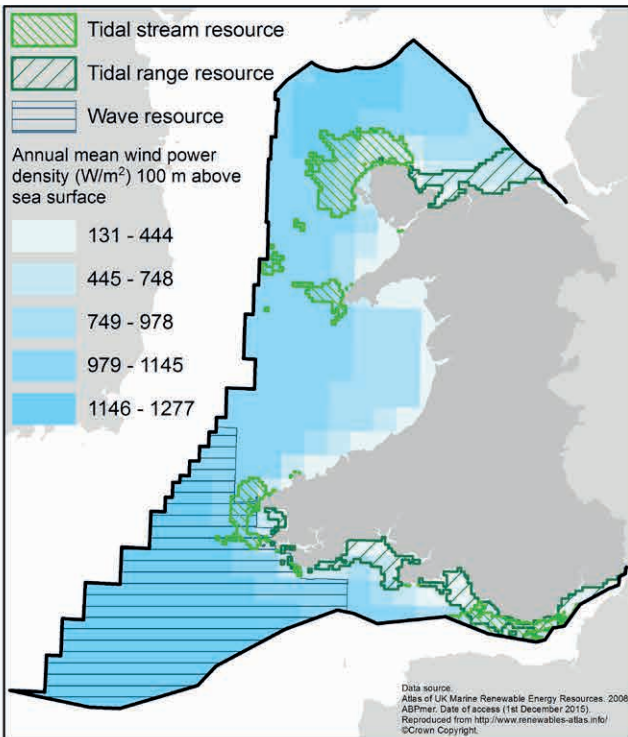 Tidal stream resource
Tidal range resource
Wave resource
Annual mean wind power
density (W/m²) 100 m above
sea surface
131 - 444
445 - 748
749 - 978
979 - 1145
1146 - 1277
Data source.
Atlas of UK Marine Renewable Energy Resources. 2008
ABPmer. Date of access (1st December 2015).
Reproduced from http://www.renewables-atlas.info/
©Crown Copyright.